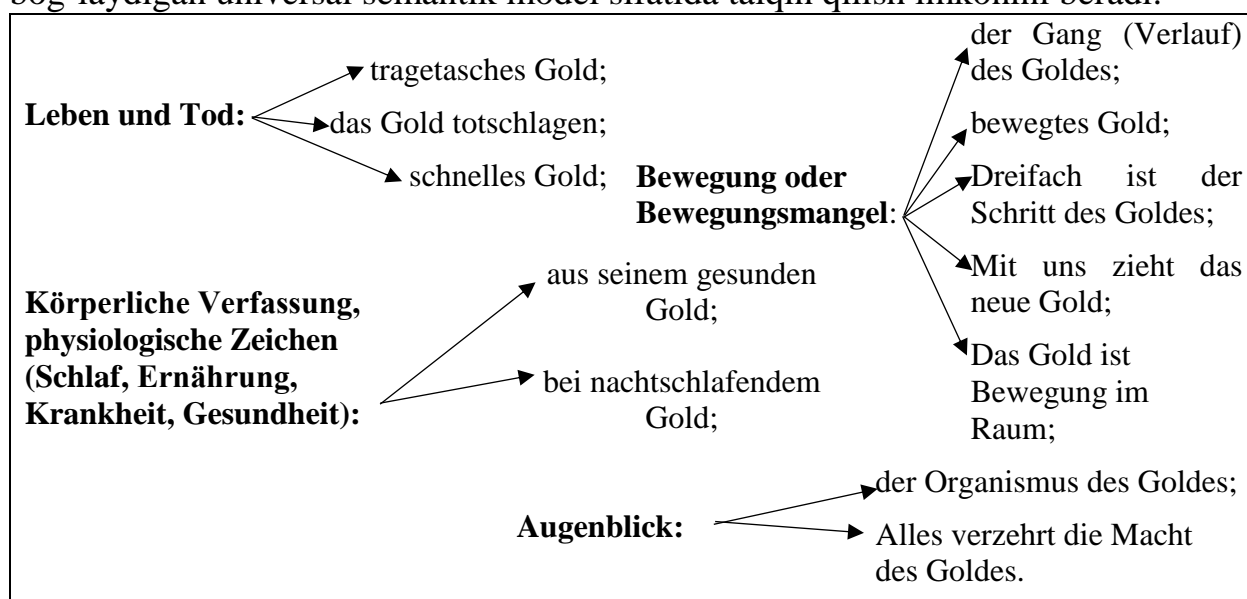 bog‘laydigan universal semantik model sifatida talqin qilish imkonini beradi.
Leben und Tod:
tragetasches Gold;
das Gold totschlagen;
schnelles Gold;
Bewegung oder
Bewegungsmangel:
der Gang (Verlauf)
des Goldes;
bewegtes Gold;
Dreifach ist der
Schritt des Goldes;
Mit uns zieht das
neue Gold;
Das Gold ist
Bewegung im
Raum;
Körperliche Verfassung,
physiologische Zeichen
(Schlaf, Ernährung,
Krankheit, Gesundheit):
aus seinem gesunden
Gold;
bei nachtschlafendem
Gold;
Augenblick:
der Organismus des Goldes;
Alles verzehrt die Macht
des Goldes.